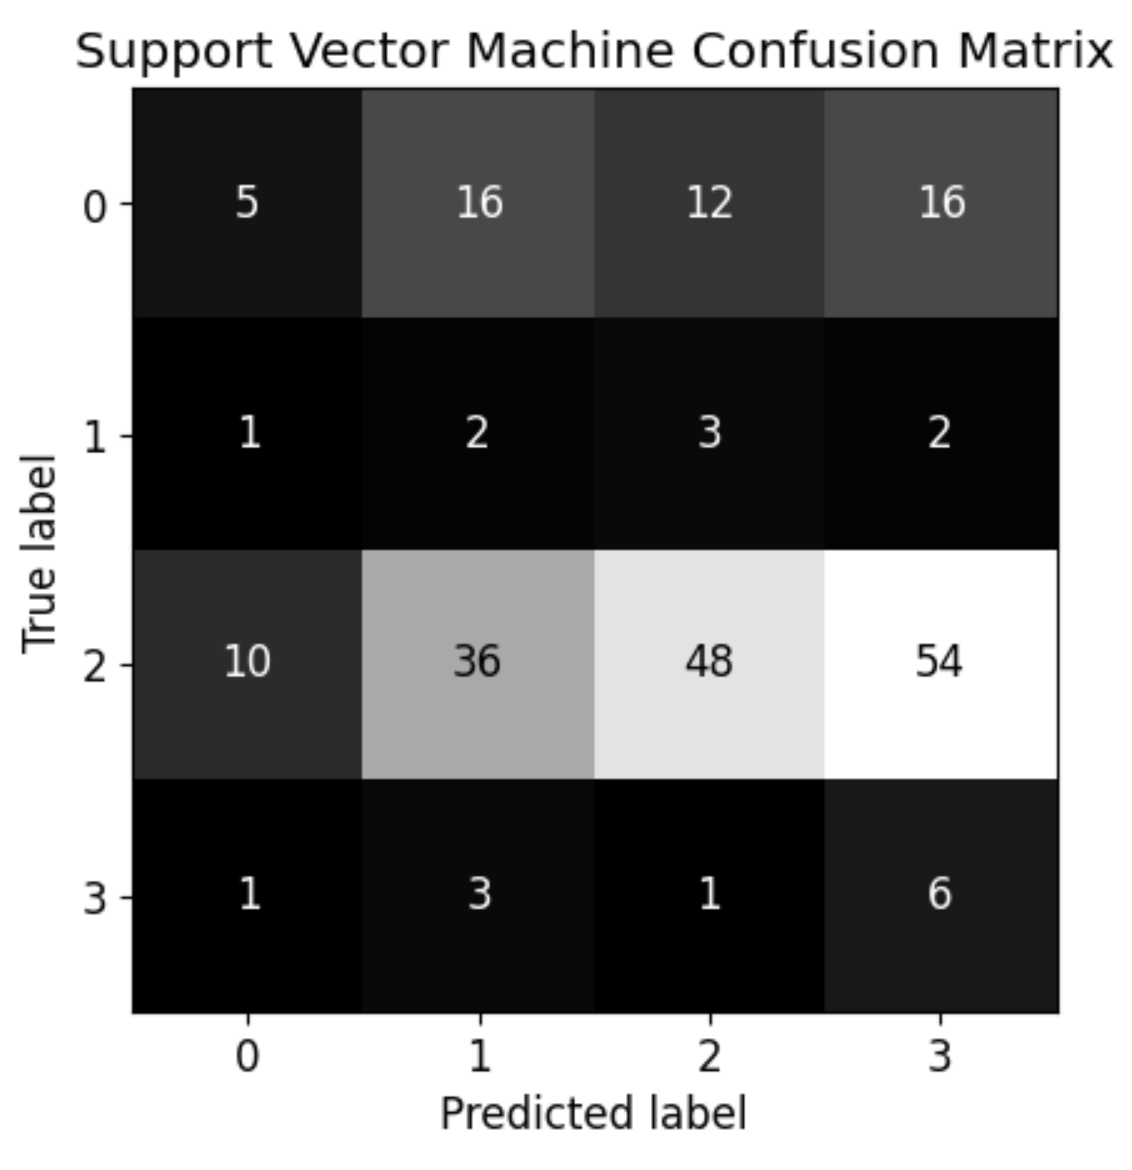 Support Vector Machine Confusion Matrix
0 5 16 12 16
1 1 2 3 2
True label
2 10 36 48 54
3 1 3 1 6
0 1 2 3
Predicted label